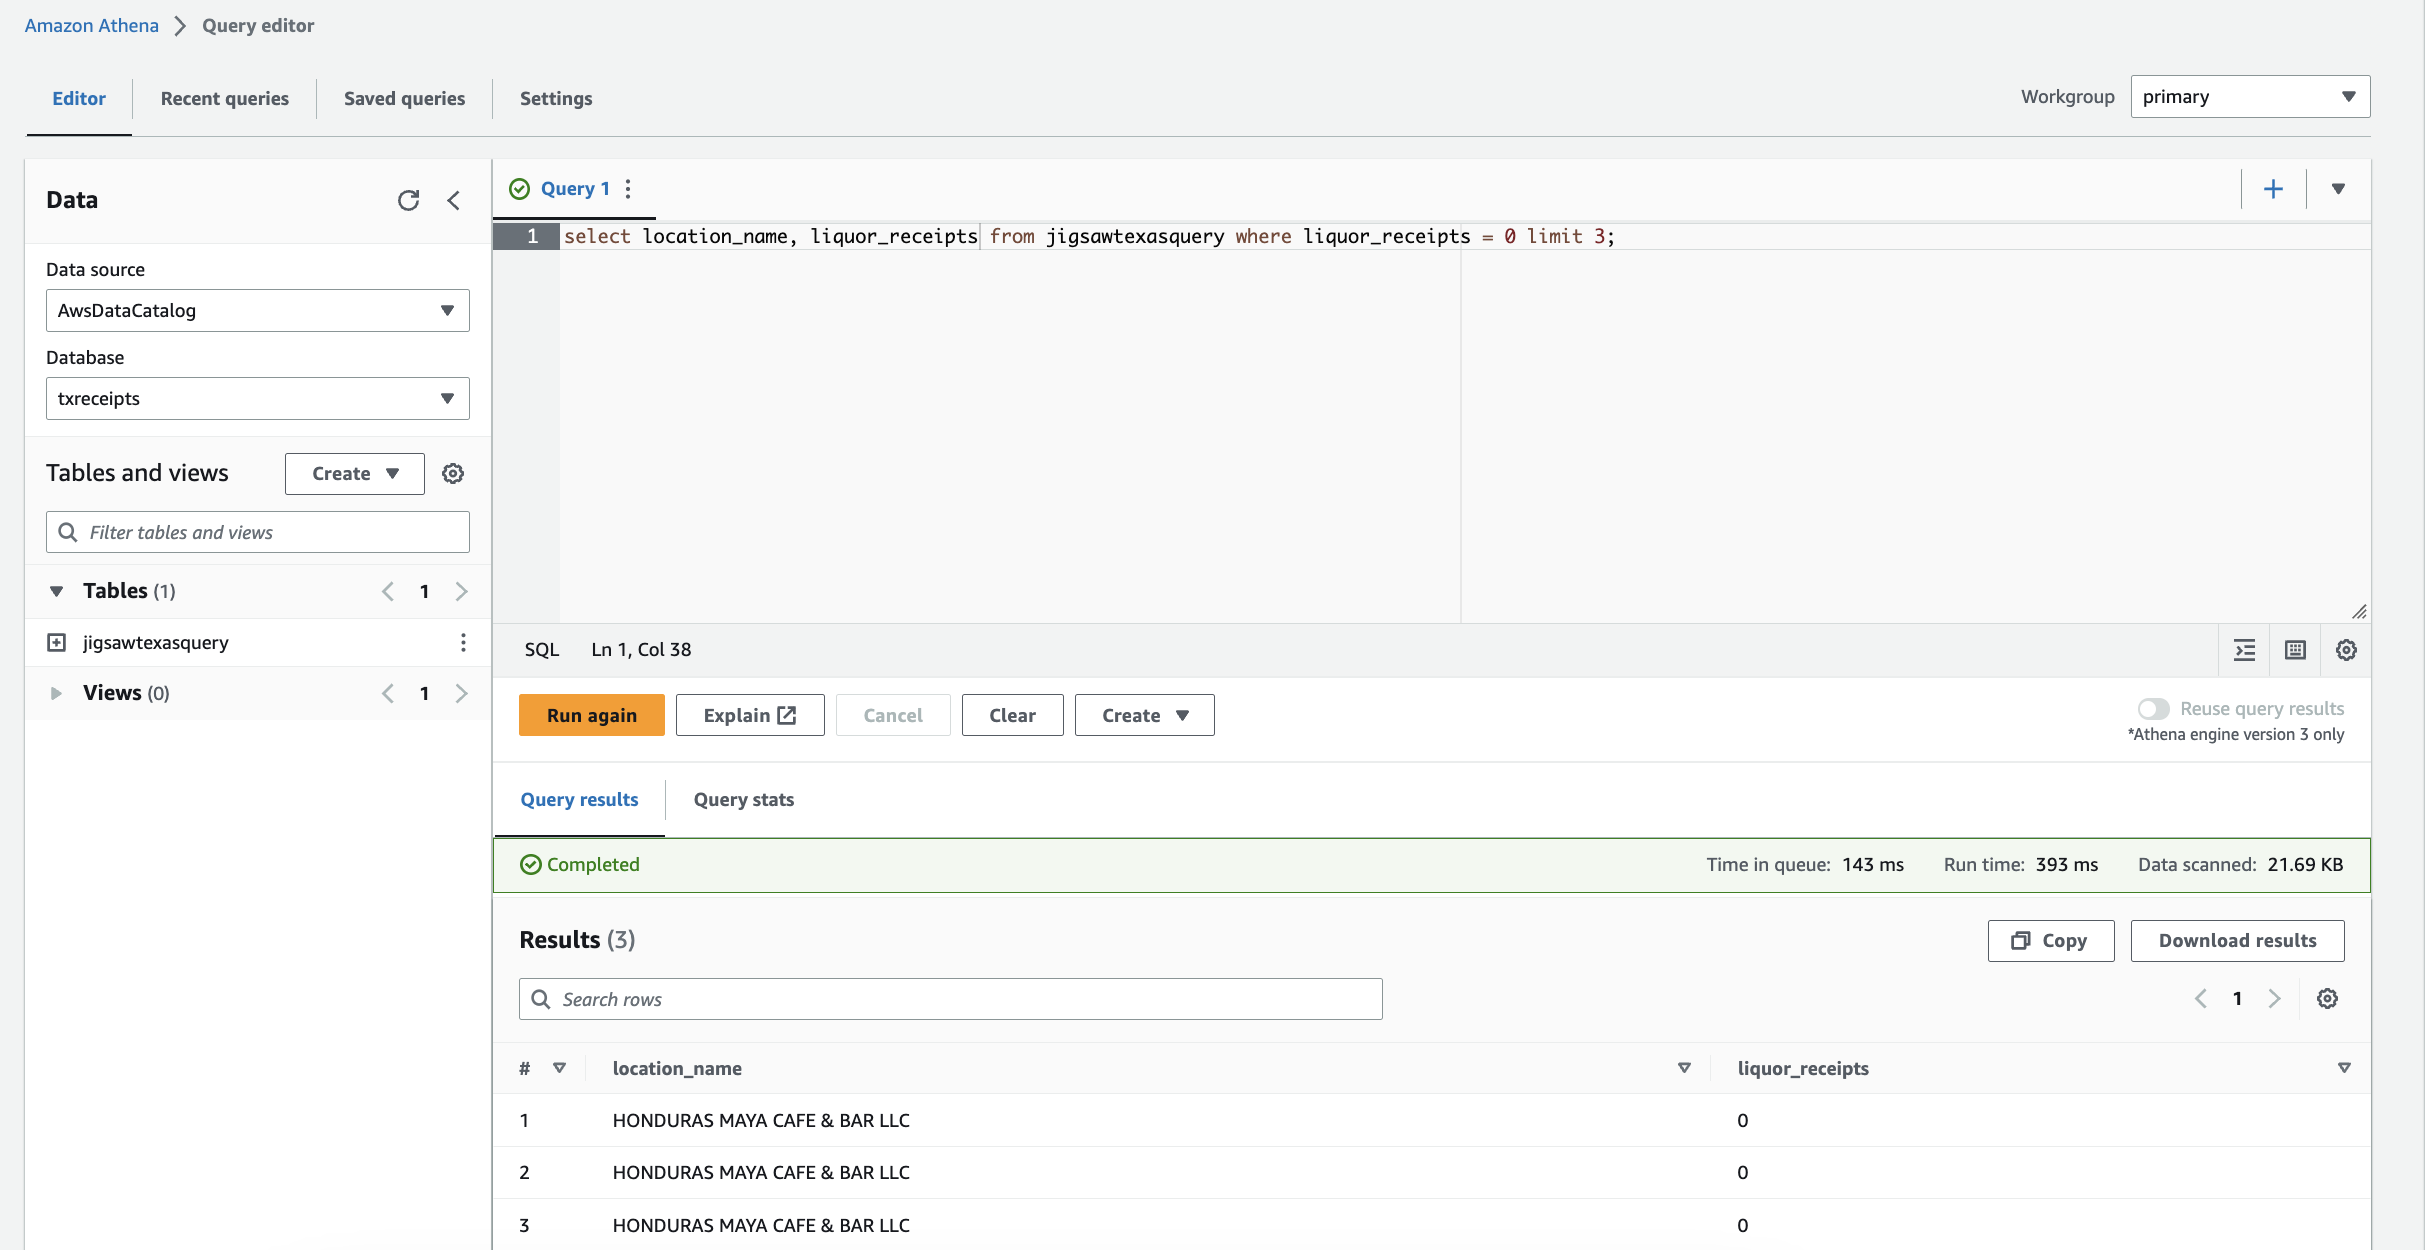 Amazon Athena > Query editor
Editor Recent queries Saved queries Settings
Workgroup primary
Data
Data source
AwsDataCatalog
Database
txreceipts
Tables and views Create
Filter tables and views
Tables (1) < 1 >
jigsawtexasquery
Views (0) < 1 >
Query 1
1 select location_name, liquor_receipts from jigsawtexasquery where liquor_receipts = 0 limit 3;
SQL Ln 1, Col 38
Run again Explain Cancel Clear Create
Reuse query results
*Athena engine version 3 only
Query results Query stats
Completed Time in queue: 143 ms Run time: 393 ms Data scanned: 21.69 KB
Results (3) Copy Download results
Search rows < 1 >
# location_name liquor_receipts
1 HONDURAS MAYA CAFE & BAR LLC 0
2 HONDURAS MAYA CAFE & BAR LLC 0
3 HONDURAS MAYA CAFE & BAR LLC 0